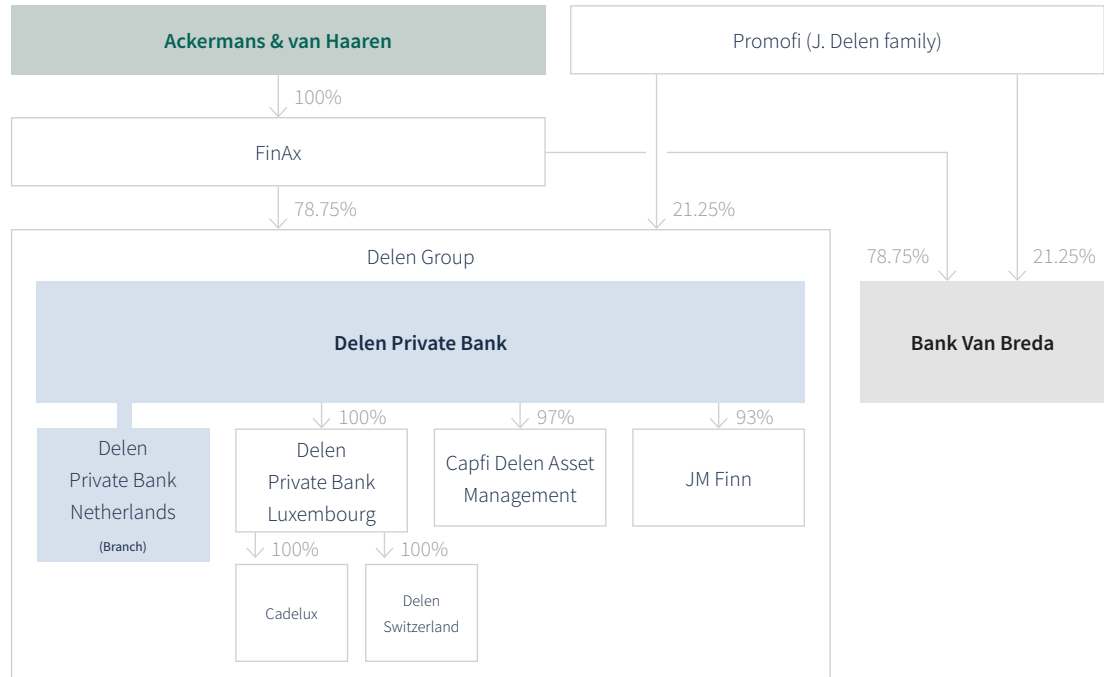 Ackermans & van Haaren
Promofi (J. Delen family)
100%
FinAx
78.75%
21.25%
Delen Group
78.75%
21.25%
Delen Private Bank
Bank Van Breda
100%
97%
93%
Delen
Private Bank
Netherlands
(Branch)
Delen
Private Bank
Luxembourg
Capfi Delen Asset
Management
JM Finn
100%
100%
Cadelux
Delen
Switzerland